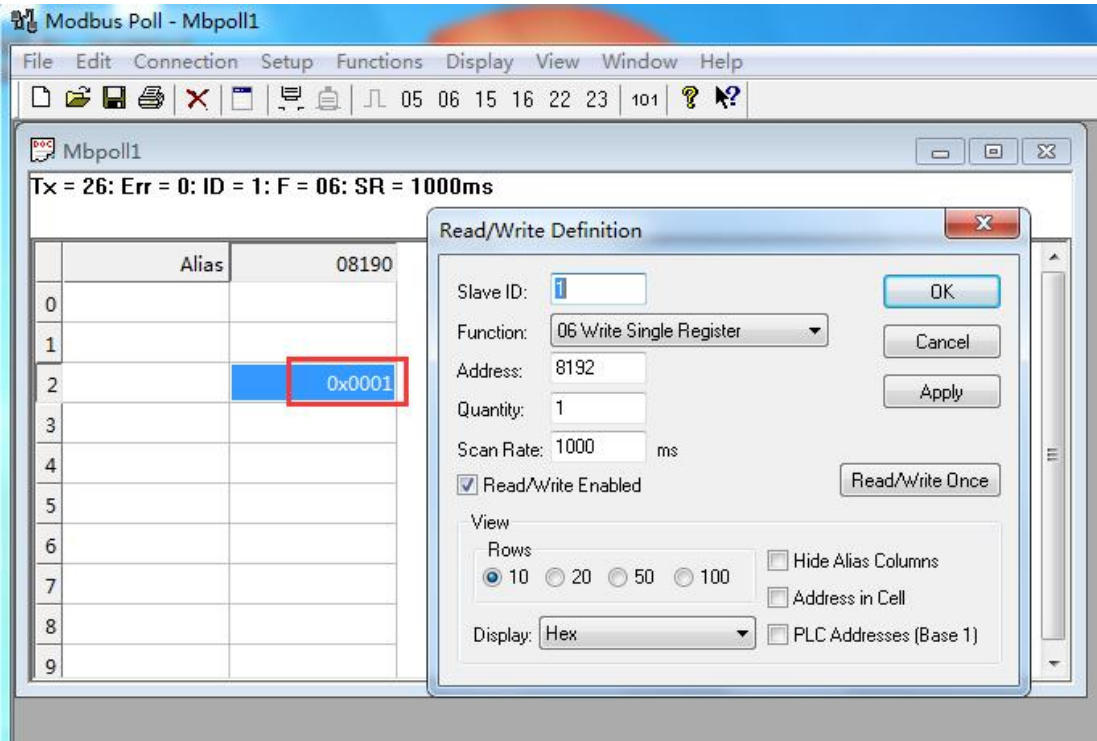 Modbus Poll - Mbpoll1
File Edit Connection Setup Functions Display View Window Help
05 06 15 16 22 23 101
DOC Mbpoll1
Tx = 26: Err = 0: ID = 1: F = 06: SR = 1000ms
Alias 08190
0
1
2 0x0001
3
4
5
6
7
8
9
Read/Write Definition
Slave ID: 1 OK
Function: 06 Write Single Register
Cancel
Address: 8192
Apply
Quantity: 1
Scan Rate: 1000 ms
Read/Write Enabled Read/Write Once
View
Rows
10 20 50 100
Hide Alias Columns
Address in Cell
Display: Hex PLC Addresses (Base 1)